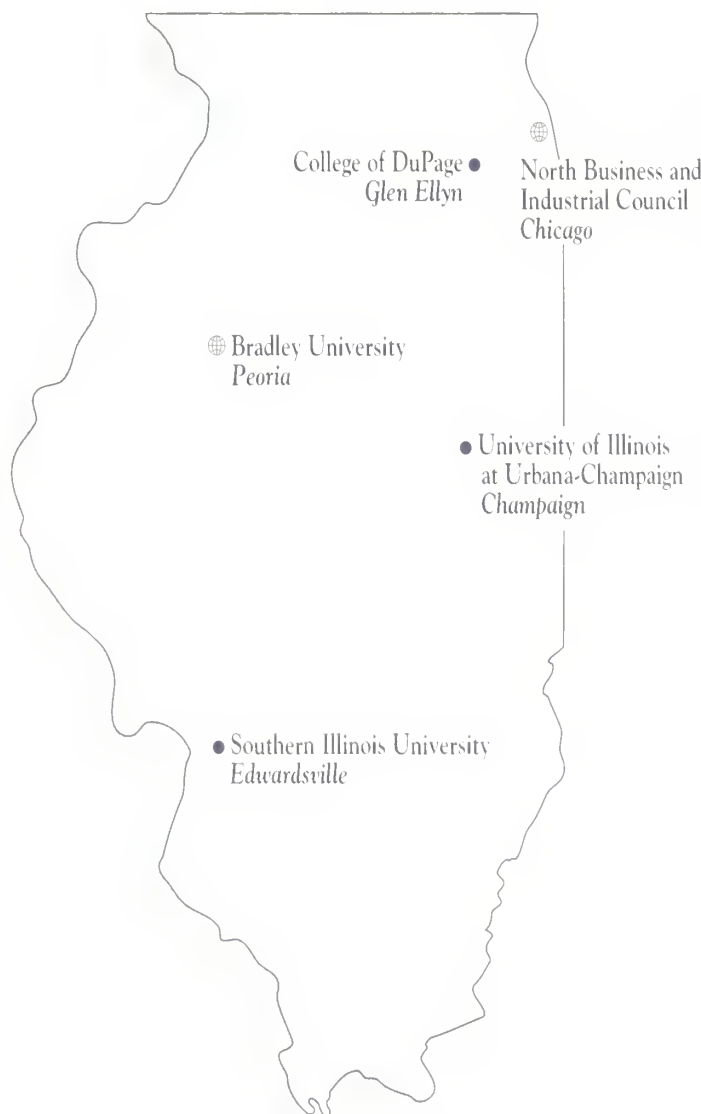 College of DuPage
Glen Ellyn
North Business and
Industrial Council
Chicago
Bradley University
Peoria
University of Illinois
at Urbana-Champaign
Champaign
Southern Illinois University
Edwardsville